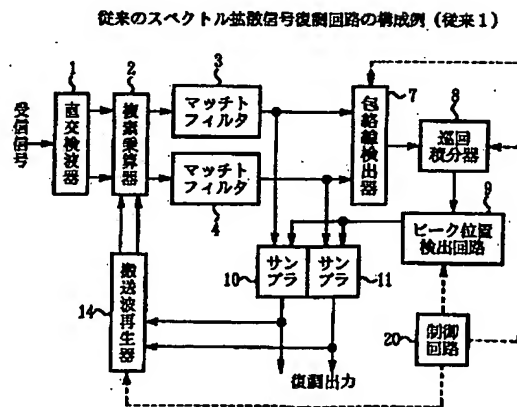 従来のスペクトル拡散信号復調回路の構成例(従来1)
受信信号
1
直交検波器
2
複素乗算器
3
マッチト
フィルタ
マッチト
フィルタ
4
包絡線検出器
7
8
巡回
積分器
9
ピーク位置
検出回路
10
サン
プラ
サン
プラ
11
14
搬送波再生器
20
制御
回路
復調出力